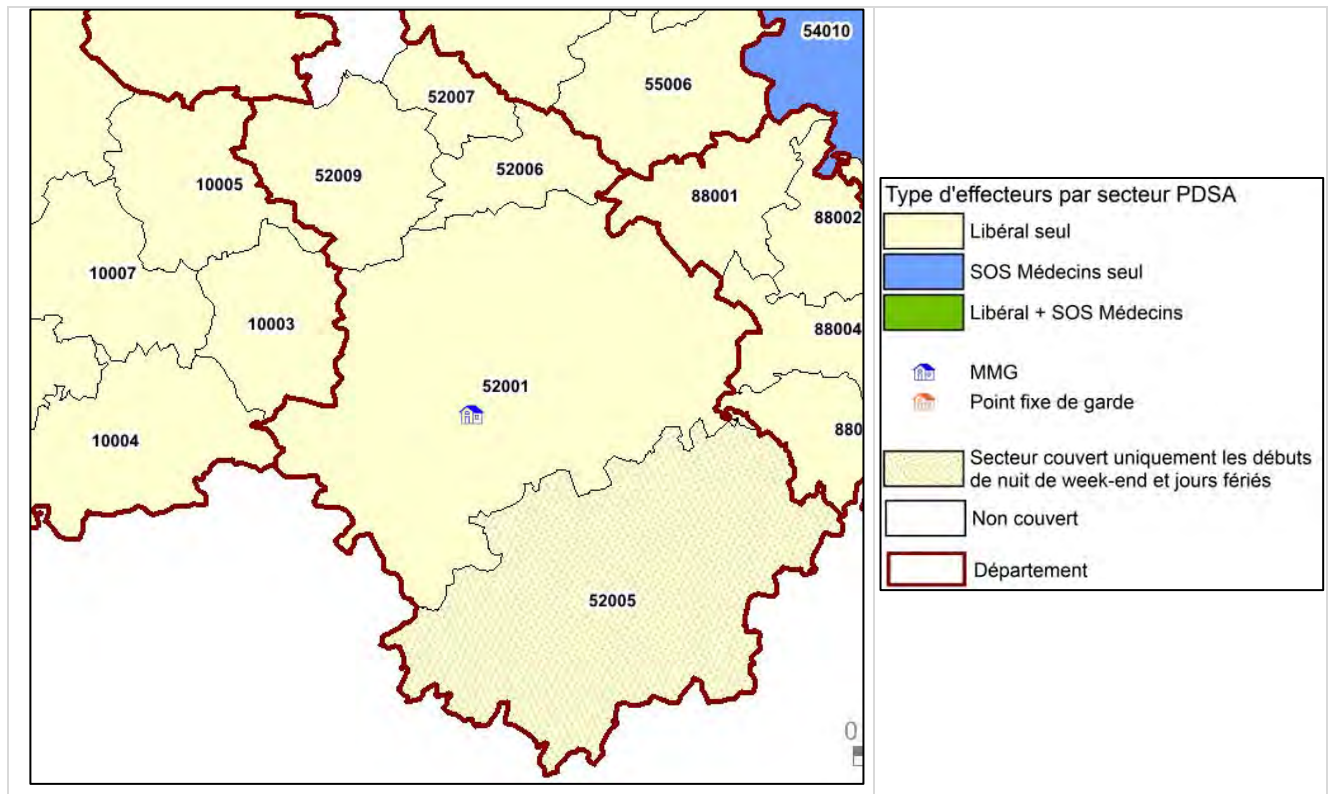 54010
55006
52007
52009
52006
10005
88001
88002
10007
10003
88004
52001
10004
880
52005
0
Type d'effecteurs par secteur PDSA
Libéral seul
SOS Médecins seul
Libéral + SOS Médecins
MMG
Point fixe de garde
Secteur couvert uniquement les débuts
de nuit de week-end et jours fériés
Non couvert
Département